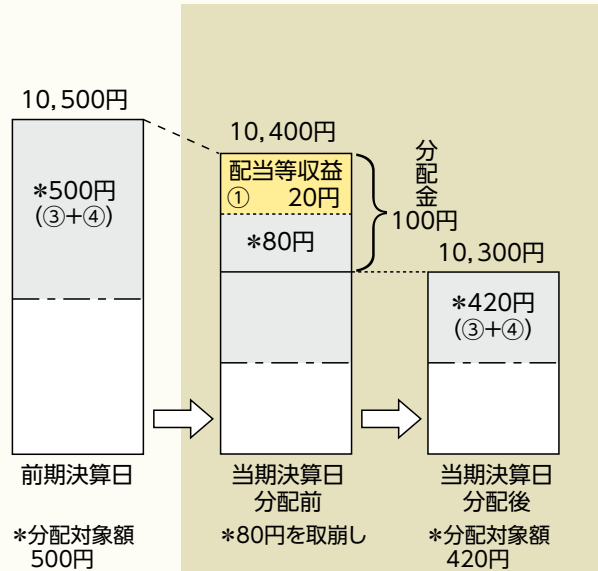 10,500円
*500円
(③+④)
前期決算日
*分配対象額
500円
10,400円
配当等収益
① 20円
*80円
分配金
100円
当期決算日
分配前
*80円を取崩し
10,300円
*420円
(③+④)
当期決算日
分配後
*分配対象額
420円